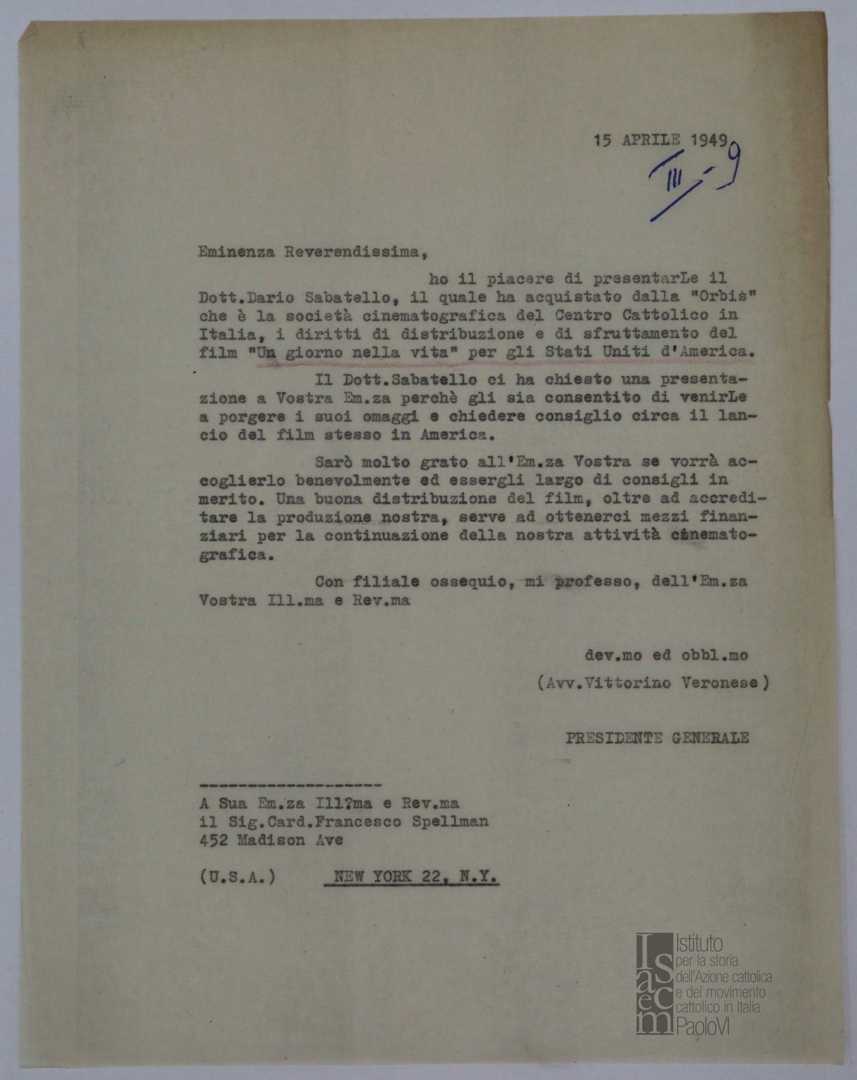 15 APRILE 1949
III - 9
Eminenza Reverendissima,
ho il piacere di presentarLe il
Dott.Dario Sabatello, il quale ha acquistato dalla "Orbis"
che è la società cinematografica del Centro Cattolico in
Italia, i diritti di distribuzione e di sfruttamento del
film "Un giorno nella vita" per gli Stati Uniti d'America.
Il Dott.Sabatello ci ha chiesto una presenta-
zione a Vostra Em.za perchè gli sia consentito di venirLe
a porgere i suoi omaggi e chiedere consiglio circa il lan-
cio del film stesso in America.
Sarò molto grato all'Em.za Vostra se vorrà ac-
coglierlo benevolmente ed essergli largo di consigli in
merito. Una buona distribuzione del film, oltre ad accredi-
tare la produzione nostra, serve ad ottenerci mezzi finan-
ziari per la continuazione della nostra attività cinemato-
grafica.
Con filiale ossequio, mi professo, dell'Em.za
Vostra Ill.ma e Rev.ma
dev.mo ed obbl.mo
(Avv.Vittorino Veronese)
PRESIDENTE GENERALE
A Sua Em.za Ill?ma e Rev.ma
il Sig.Card.Francesco Spellman
452 Madison Ave
(U.S.A.) NEW YORK 22, N.Y.
Isacem
Istituto
per la storia
dell'Azione cattolica
e del movimento
cattolico in Italia
PaoloVI